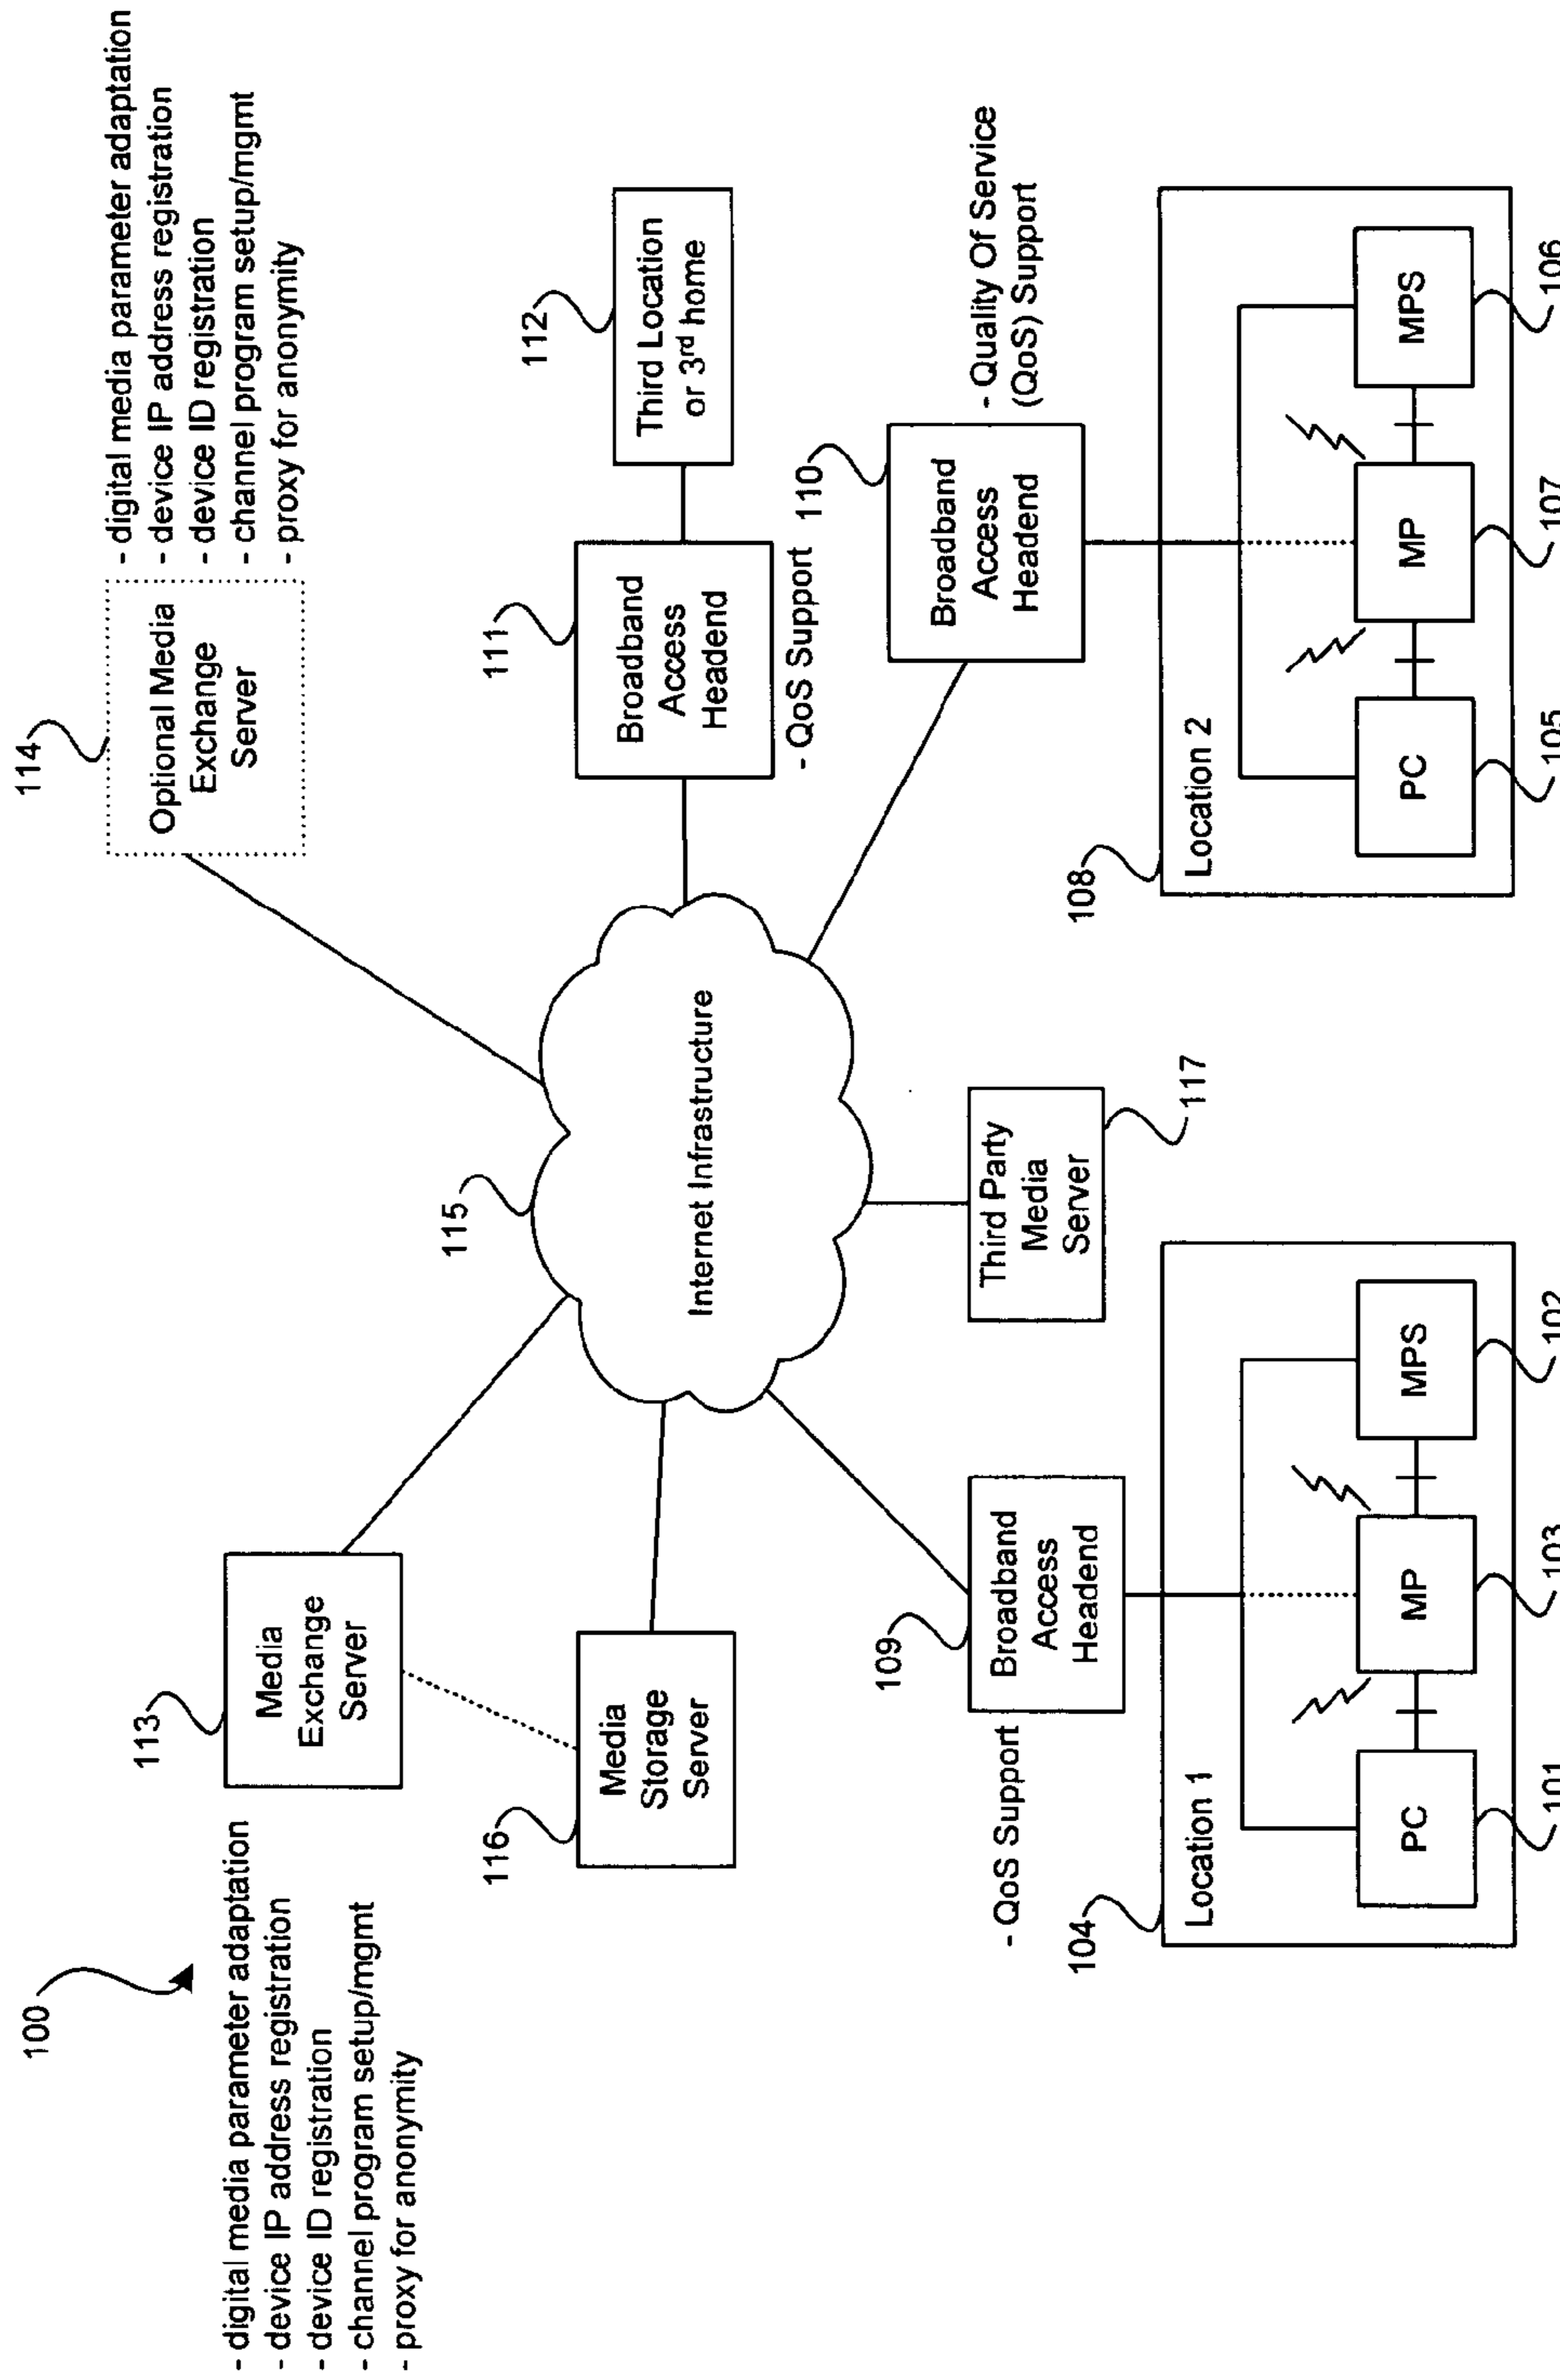 100
- digital media parameter adaptation
- device IP address registration
- device ID registration
- channel program setup/mgmt
- proxy for anonymity
113
Media
Exchange
Server
116
Media
Storage
Server
115
Internet Infrastructure
114
Optional Media
Exchange
Server
- digital media parameter adaptation
- device IP address registration
- device ID registration
- channel program setup/mgmt
- proxy for anonymity
111
Broadband
Access
Headend
- QoS Support
112
Third Location
or 3rd home
110
Broadband
Access
Headend
- Quality Of Service
(QoS) Support
109
Broadband
Access
Headend
- QoS Support
Third Party
Media
Server
117
104
Location 1
PC
MP
MPS
101
103
102
108
Location 2
PC
MP
MPS
105
107
106